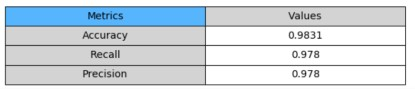 Metrics Values
Accuracy 0.9831
Recall 0.978
Precision 0.978